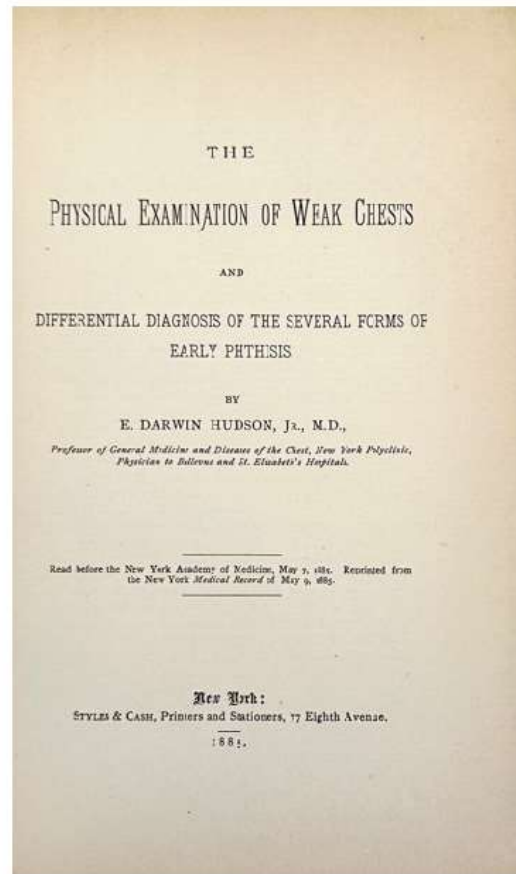 THE
PHYSICAL EXAMINATION OF WEAK CHESTS
AND
DIFFERENTIAL DIAGNOSIS OF THE SEVERAL FORMS OF
EARLY PHTHISIS
BY
E. DARWIN HUDSON, JR., M.D.,
Professor of General Medicine and Diseases of the Chest, New York Polyclinic,
Physician to Bellevue and St. Elizabeth's Hospitals.
Read before the New York Academy of Medicine, May 7, 1885. Reprinted from
the New York Medical Record of May 9, 1885.
New York:
STYLES & CASH, Printers and Stationers, 77 Eighth Avenue.
1885.